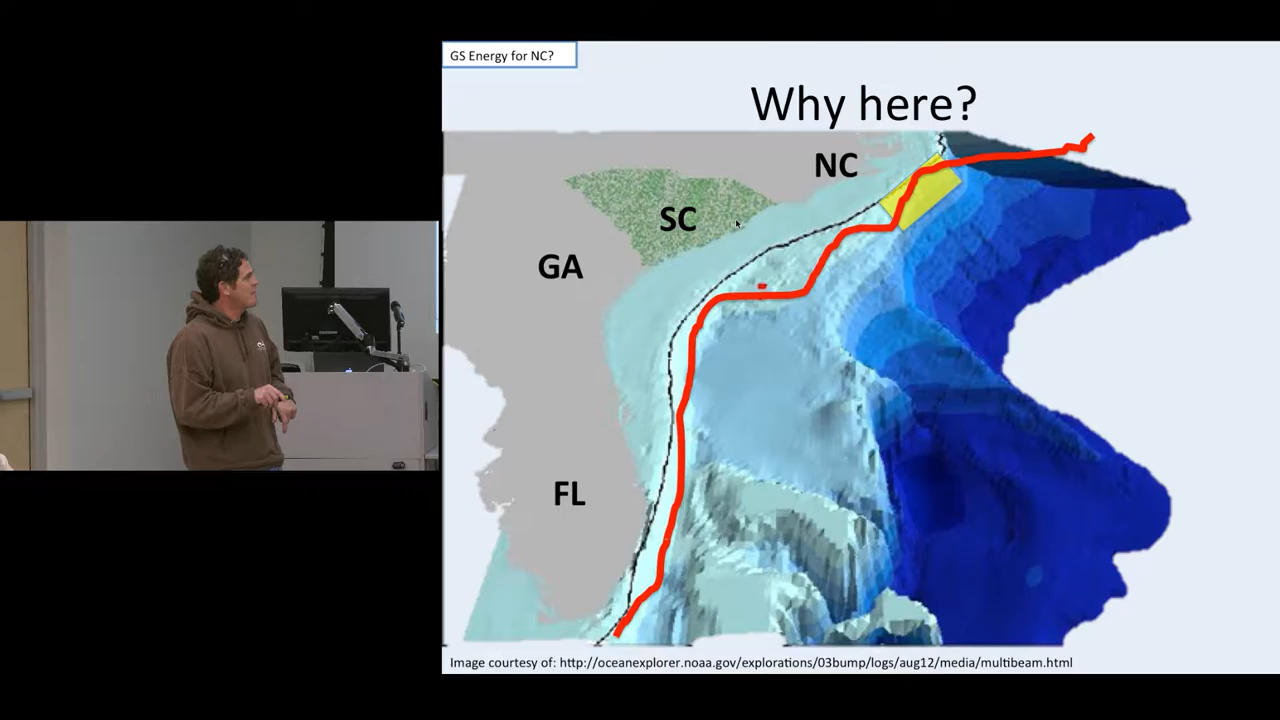 GS Energy for NC?
Why here?
NC
SC
GA
FL
Image courtesy of: http://oceanexplorer.noaa.gov/explorations/03bump/logs/aug12/media/multibeam.html